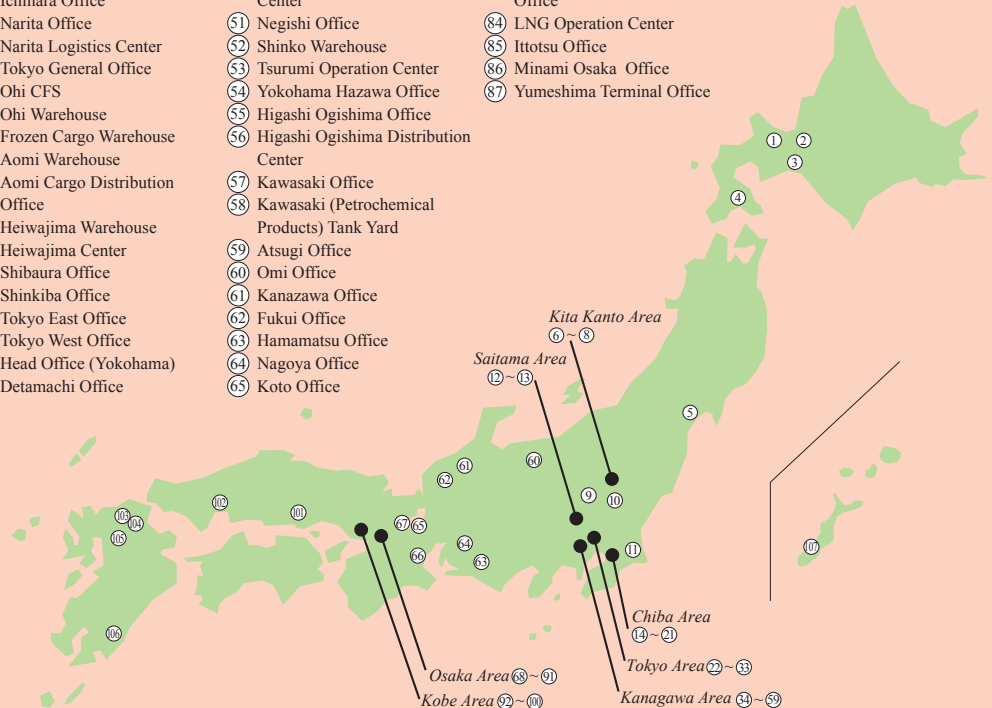 Ichihara Office
Narita Office
Narita Logistics Center
Tokyo General Office
Ohi CFS
Ohi Warehouse
Frozen Cargo Warehouse
Aomi Warehouse
Aomi Cargo Distribution
Office
Heiwajima Warehouse
Heiwajima Center
Shibaura Office
Shinkiba Office
Tokyo East Office
Tokyo West Office
Head Office (Yokohama)
Detamachi Office
Center
51 Negishi Office
52 Shinko Warehouse
53 Tsurumi Operation Center
54 Yokohama Hazawa Office
55 Higashi Ogishima Office
56 Higashi Ogishima Distribution
Center
57 Kawasaki Office
58 Kawasaki (Petrochemical
Products) Tank Yard
59 Atsugi Office
60 Omi Office
61 Kanazawa Office
62 Fukui Office
63 Hamamatsu Office
64 Nagoya Office
65 Koto Office
Office
84 LNG Operation Center
85 Ittotsu Office
86 Minami Osaka Office
87 Yumeshima Terminal Office
1
2
3
4
Kita Kanto Area
6 ~ 8
Saitama Area
12 ~ 13
5
61
60
62
9
10
102
101
103
104
105
67
65
66
64
63
11
107
106
Chiba Area
14 ~ 21
Tokyo Area 22 ~ 33
Osaka Area 68 ~ 91
Kanagawa Area 34 ~ 59
Kobe Area 92 ~ 100